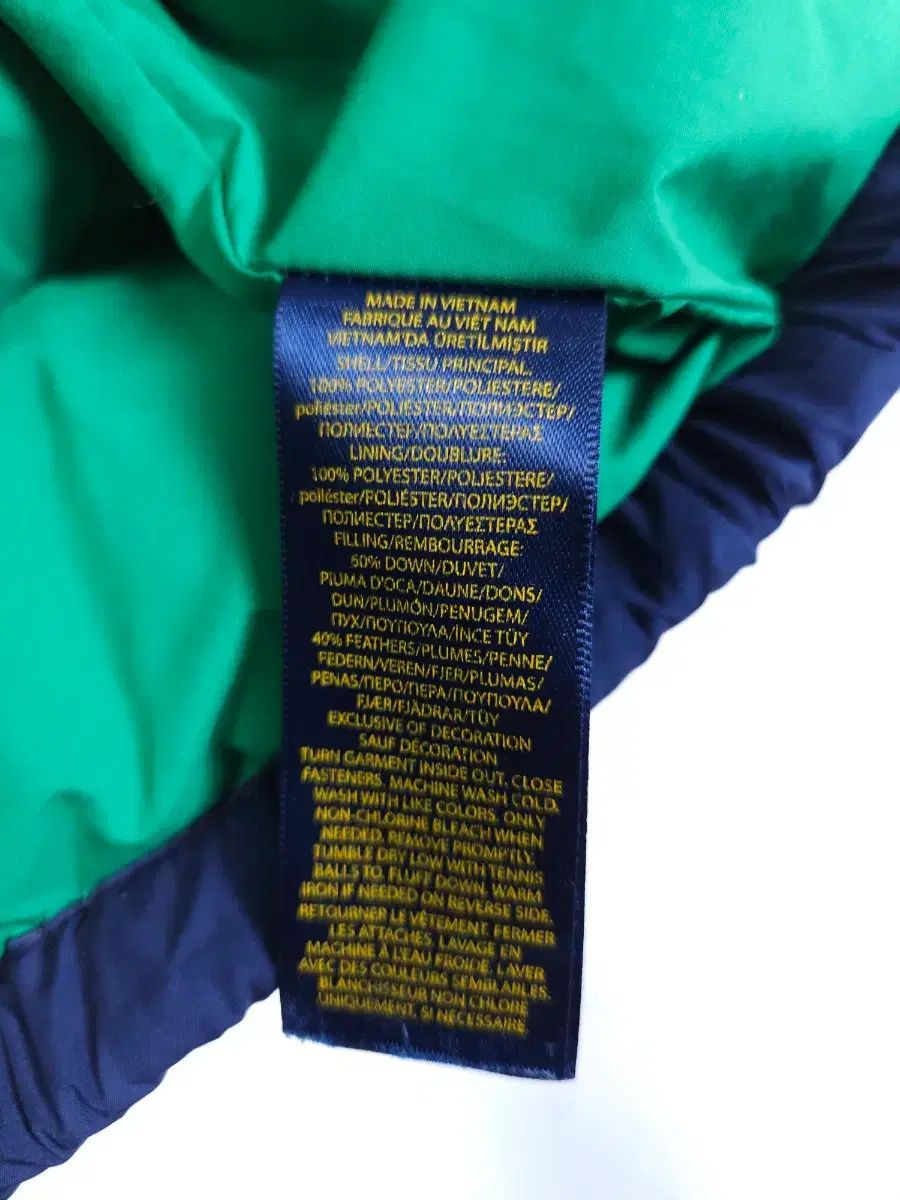 MADE IN VIETNAM
FABRIQUÉ AU VIÊT NAM
VIETNAM'DA ÜRETİLMİŞTİR
SHELL/TISSU PRINCIPAL:
100% POLYESTER/POLIESTERE/
poliéster/POLIÉSTER/ПОЛИЭСТЕР/
ПОЛИЕСТЕР/ΠΟΛΥΕΣΤΕΡΑΣ
LINING/DOUBLURE:
100% POLYESTER/POLIESTERE/
poliéster/POLIÉSTER/ПОЛИЭСТЕР/
ПОЛИЕСТЕР/ΠΟΛΥΕΣΤΕΡΑΣ
FILLING/REMBOURRAGE:
60% DOWN/DUVET/
PIUMA D'OCA/DAUNE/DONS/
DUN/PLUMÓN/PENUGEM/
ПУХ/ΠΟΥΠΟΥΛΑ/İNCE TÜY
40% FEATHERS/PLUMES/PENNE/
FEDERN/VEREN/FJER/PLUMAS/
PENAS/ПЕРО/ПЕРА/ΠΟΥΠΟΥΛΑ/
FJÆR/FJÄDRAR/TÜY
EXCLUSIVE OF DECORATION
SAUF DÉCORATION
TURN GARMENT INSIDE OUT, CLOSE
FASTENERS. MACHINE WASH COLD.
WASH WITH LIKE COLORS. ONLY
NON-CHLORINE BLEACH WHEN
NEEDED. REMOVE PROMPTLY.
TUMBLE DRY LOW WITH TENNIS
BALLS TO FLUFF DOWN. WARM
IRON IF NEEDED ON REVERSE SIDE.
RETOURNER LE VÊTEMENT. FERMER
LES ATTACHES. LAVAGE EN
MACHINE À L'EAU FROIDE. LAVER
AVEC DES COULEURS SEMBLABLES.
BLANCHISSEUR NON CHLORE
UNIQUEMENT, SI NÉCESSAIRE.